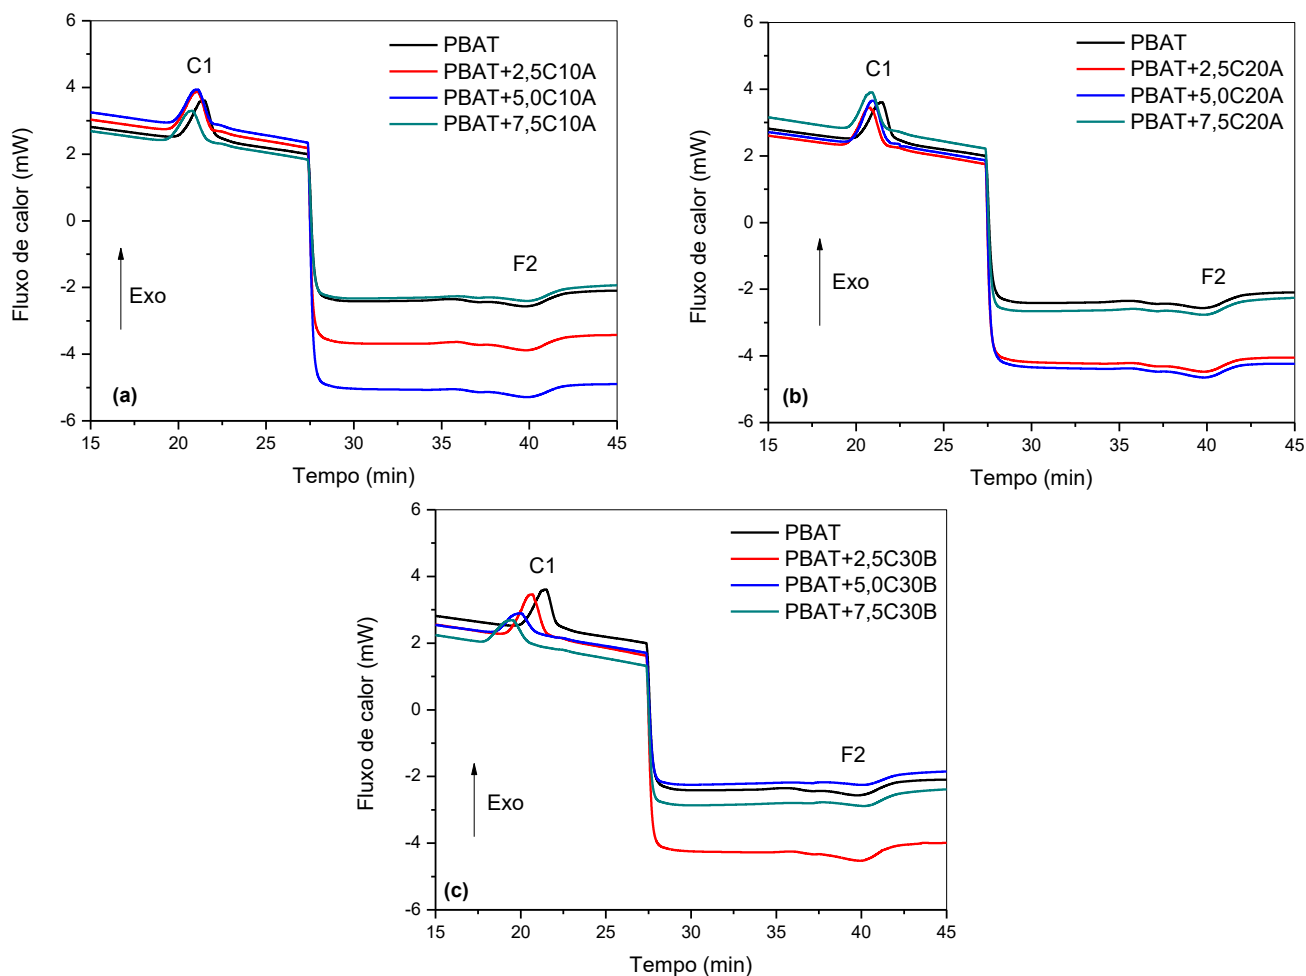 6
4
2
0
-2
-4
-6
Fluxo de calor (mW)
C1
PBAT
PBAT+2,5C10A
PBAT+5,0C10A
PBAT+7,5C10A
Exo
F2
(a)
15 20 25 30 35 40 45
Tempo (min)
6
4
2
0
-2
-4
-6
Fluxo de calor (mW)
C1
PBAT
PBAT+2,5C20A
PBAT+5,0C20A
PBAT+7,5C20A
Exo
F2
(b)
15 20 25 30 35 40 45
Tempo (min)
6
4
2
0
-2
-4
-6
Fluxo de calor (mW)
C1
PBAT
PBAT+2,5C30B
PBAT+5,0C30B
PBAT+7,5C30B
Exo
F2
(c)
15 20 25 30 35 40 45
Tempo (min)